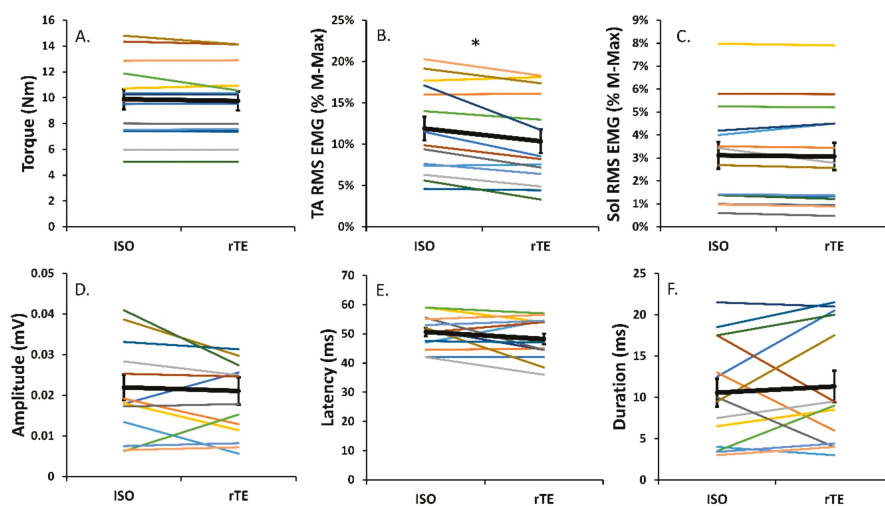 A.
Torque (Nm)
16
14
12
10
8
6
4
2
0
ISO
rTE
B.
*
TA RMS EMG (% M-Max)
25%
20%
15%
10%
5%
0%
ISO
rTE
C.
Sol RMS EMG (% M-Max)
9%
8%
7%
6%
5%
4%
3%
2%
1%
0%
ISO
rTE
D.
Amplitude (mV)
0.05
0.04
0.03
0.02
0.01
0
ISO
rTE
E.
Latency (ms)
70
60
50
40
30
20
10
0
ISO
rTE
F.
Duration (ms)
25
20
15
10
5
0
ISO
rTE